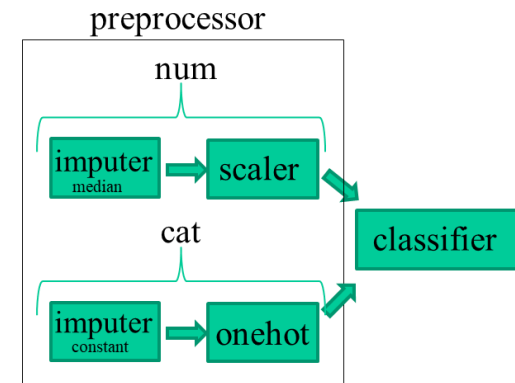 preprocessor
num
imputer
median
scaler
classifier
cat
imputer
constant
onehot